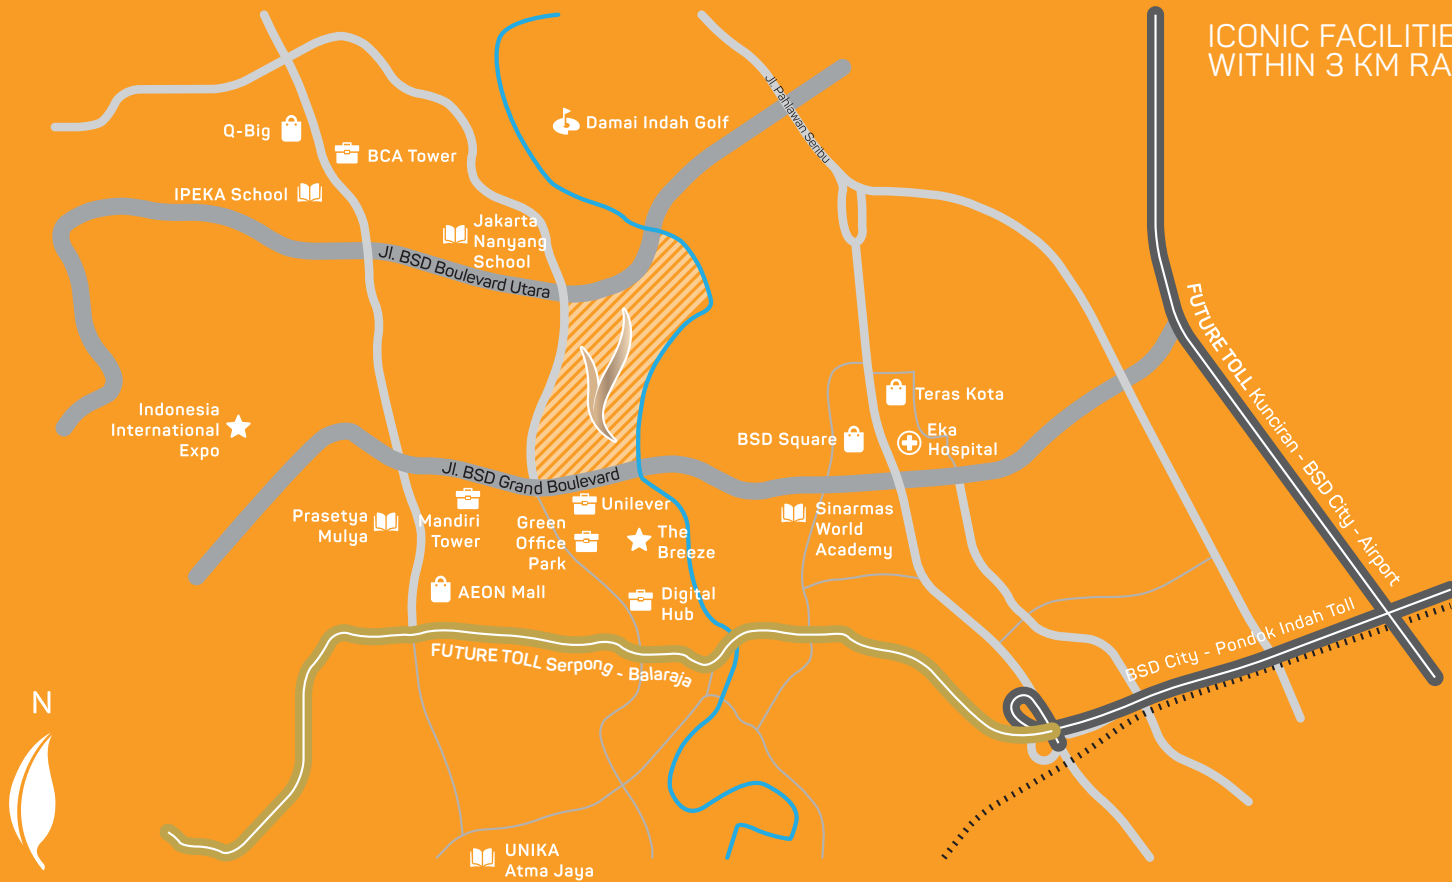 ICONIC FACILITIE
WITHIN 3 KM RA
Jl. Pahlawan Seribu
Damai Indah Golf
Q-Big
BCA Tower
IPEKA School
Jakarta
Nanyang
School
Jl. BSD Boulevard Utara
FUTURE TOLL Kunciran - BSD City - Airport
Indonesia
International
Expo
Teras Kota
BSD Square
Eka
Hospital
Jl. BSD Grand Boulevard
Prasetya
Mulya
Mandiri
Tower
Green
Office
Park
Unilever
The
Breeze
Sinarmas
World
Academy
AEON Mall
Digital
Hub
FUTURE TOLL Serpong - Balaraja
BSD City - Pondok Indah Toll
N
UNIKA
Atma Jaya